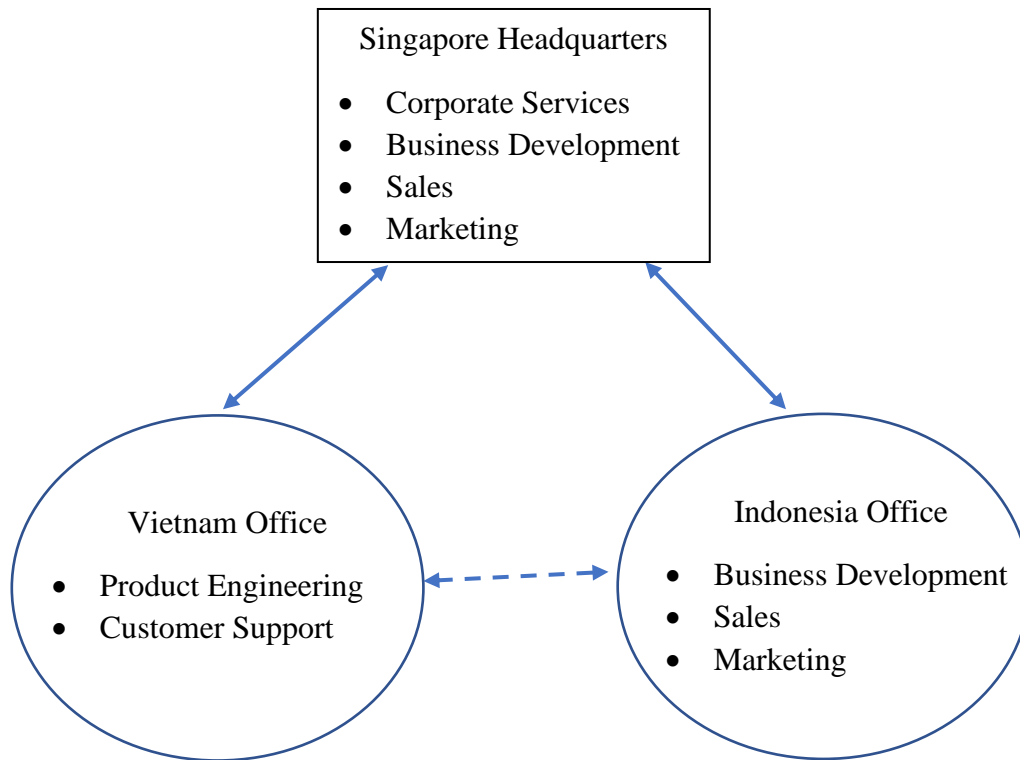 Singapore Headquarters
• Corporate Services
• Business Development
• Sales
• Marketing
Vietnam Office
• Product Engineering
• Customer Support
Indonesia Office
• Business Development
• Sales
• Marketing